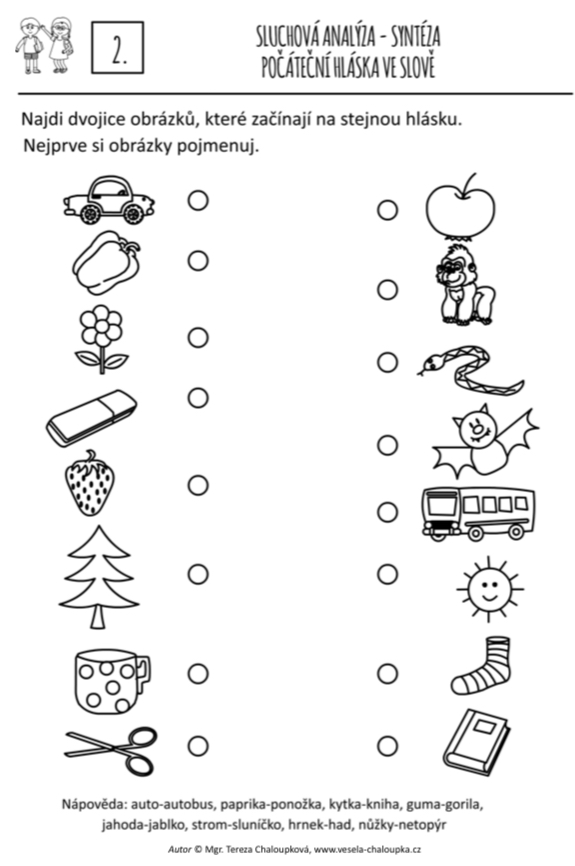 2.
SLUCHOVÁ ANALÝZA - SYNTÉZA
POČÁTEČNÍ HLÁSKA VE SLOVĚ
Najdi dvojice obrázků, které začínají na stejnou hlásku.
Nejprve si obrázky pojmenuj.
Nápověda: auto-autobus, paprika-ponožka, kytka-kniha, guma-gorila,
jahoda-jablko, strom-sluníčko, hrnek-had, nůžky-netopýr
Autor © Mgr. Tereza Chaloupková, www.vesela-chaloupka.cz